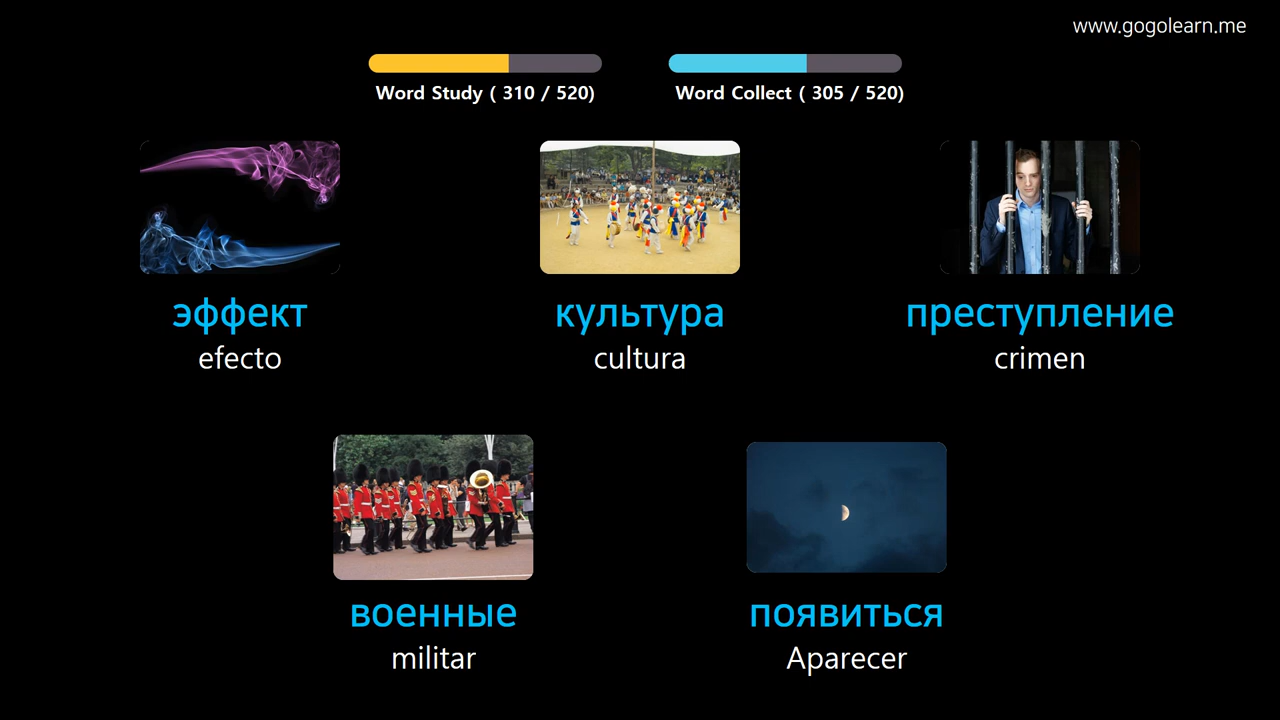 www.gogolearn.me
Word Study ( 310 / 520)
Word Collect ( 305 / 520)
эффект
efecto
культура
cultura
преступление
crimen
военные
militar
появиться
Aparecer